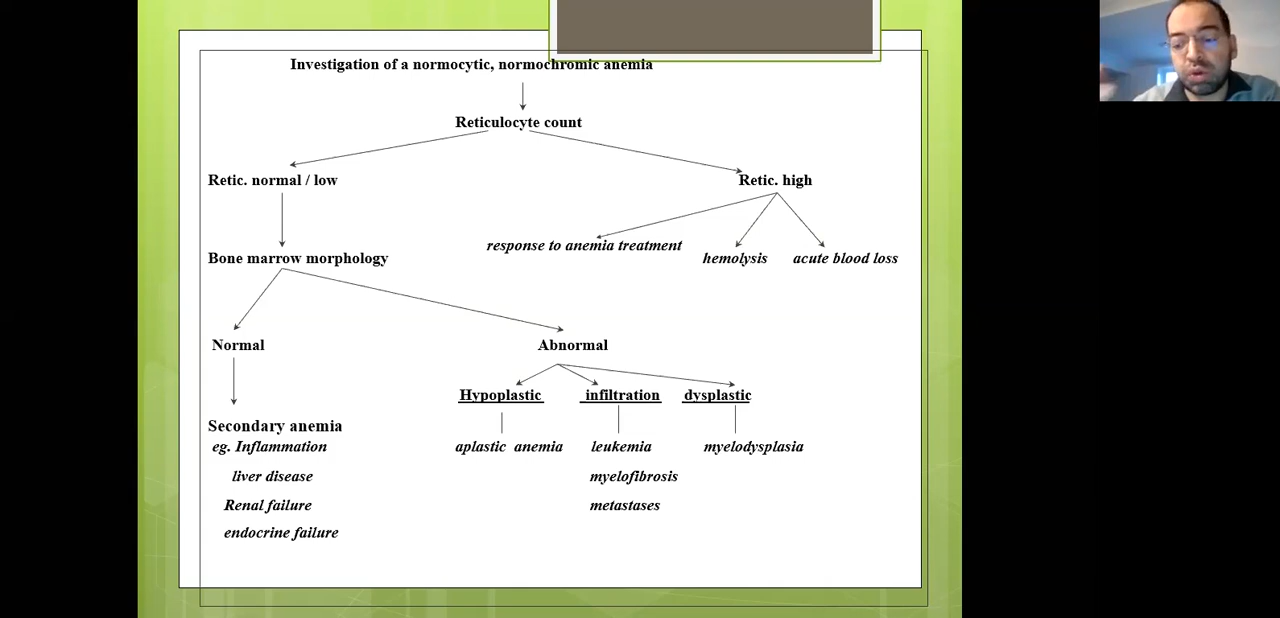 Investigation of a normocytic, normochromic anemia
Reticulocyte count
Retic. normal / low
Retic. high
response to anemia treatment
hemolysis
acute blood loss
Bone marrow morphology
Normal
Abnormal
Hypoplastic
infiltration
dysplastic
Secondary anemia
eg. Inflammation
liver disease
Renal failure
endocrine failure
aplastic anemia
leukemia
myelofibrosis
metastases
myelodysplasia